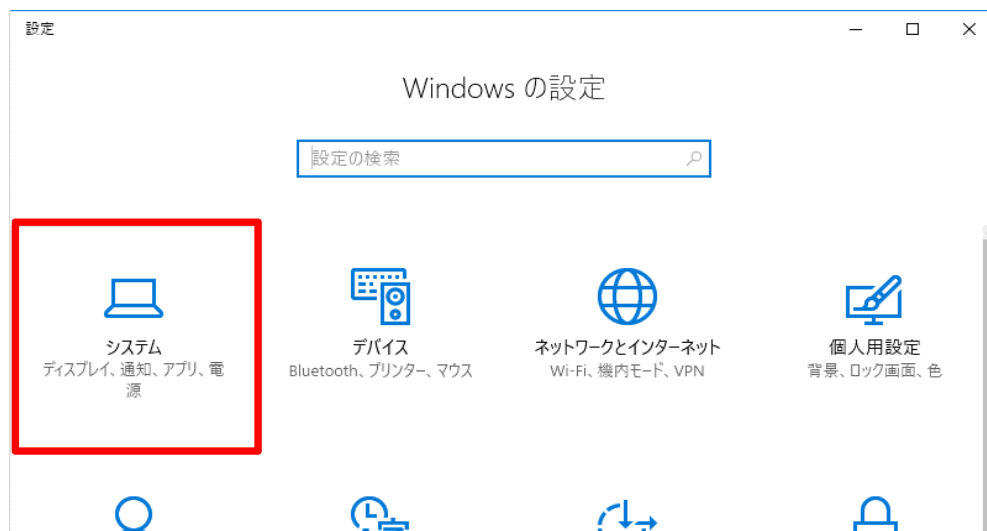 設定
Windows の設定
設定の検索
システム
ディスプレイ、通知、アプリ、電
源
デバイス
Bluetooth、プリンター、マウス
ネットワークとインターネット
Wi-Fi、機内モード、VPN
個人用設定
背景、ロック画面、色